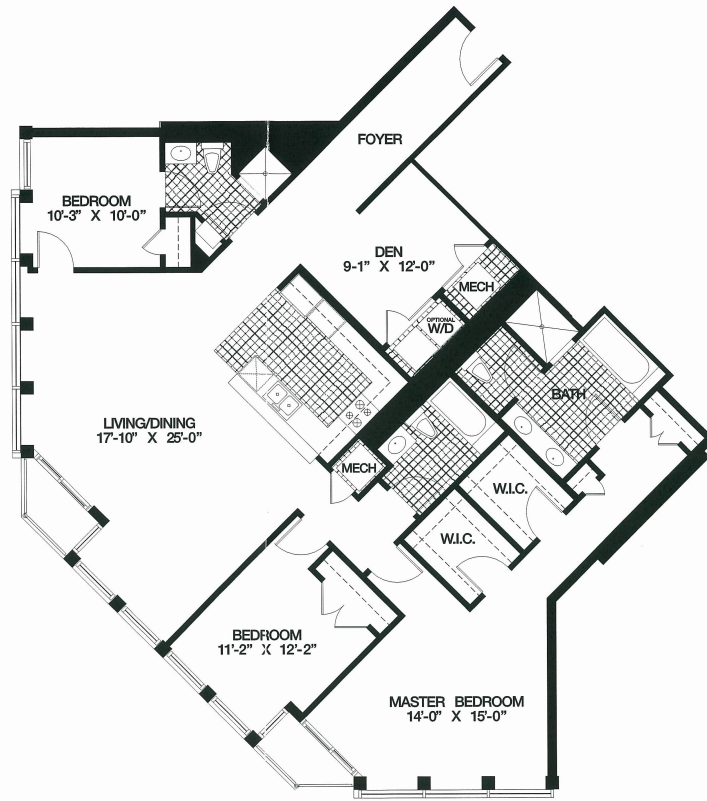 FOYER
BEDROOM
10'-3" X 10'-0"
DEN
9-1" X 12'-0"
MECH
OPTIONAL
W/D
BATH
LIVING/DINING
17'-10" X 25'-0"
MECH
W.I.C.
W.I.C.
BEDROOM
11'-2" X 12'-2"
MASTER BEDROOM
14'-0" X 15'-0"